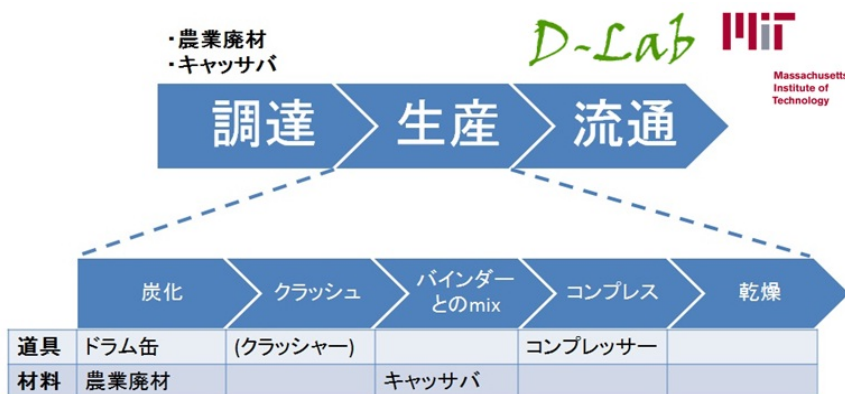 ・農業廃材
・キャッサバ
D-Lab
MIT
Massachusetts
Institute of
Technology
調達
生産
流通
炭化
クラッシュ
バインダー
とのmix
コンプレス
乾燥
道具 ドラム缶 (クラッシャー) コンプレッサー
材料 農業廃材 キャッサバ